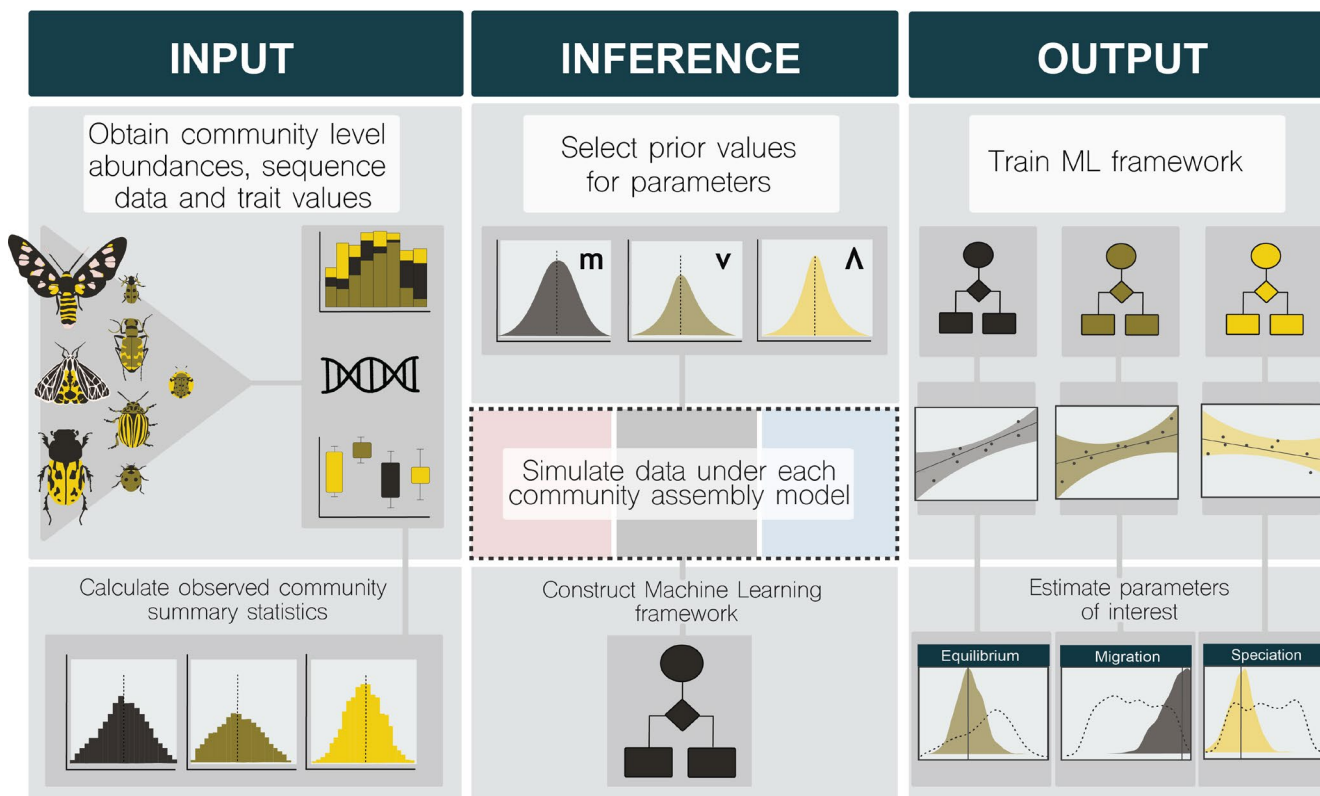 INPUT
Obtain community level
abundances, sequence
data and trait values
Calculate observed community
summary statistics
INFERENCE
Select prior values
for parameters
m
v
Λ
Simulate data under each
community assembly model
Construct Machine Learning
framework
OUTPUT
Train ML framework
Estimate parameters
of interest
Equilibrium
Migration
Speciation